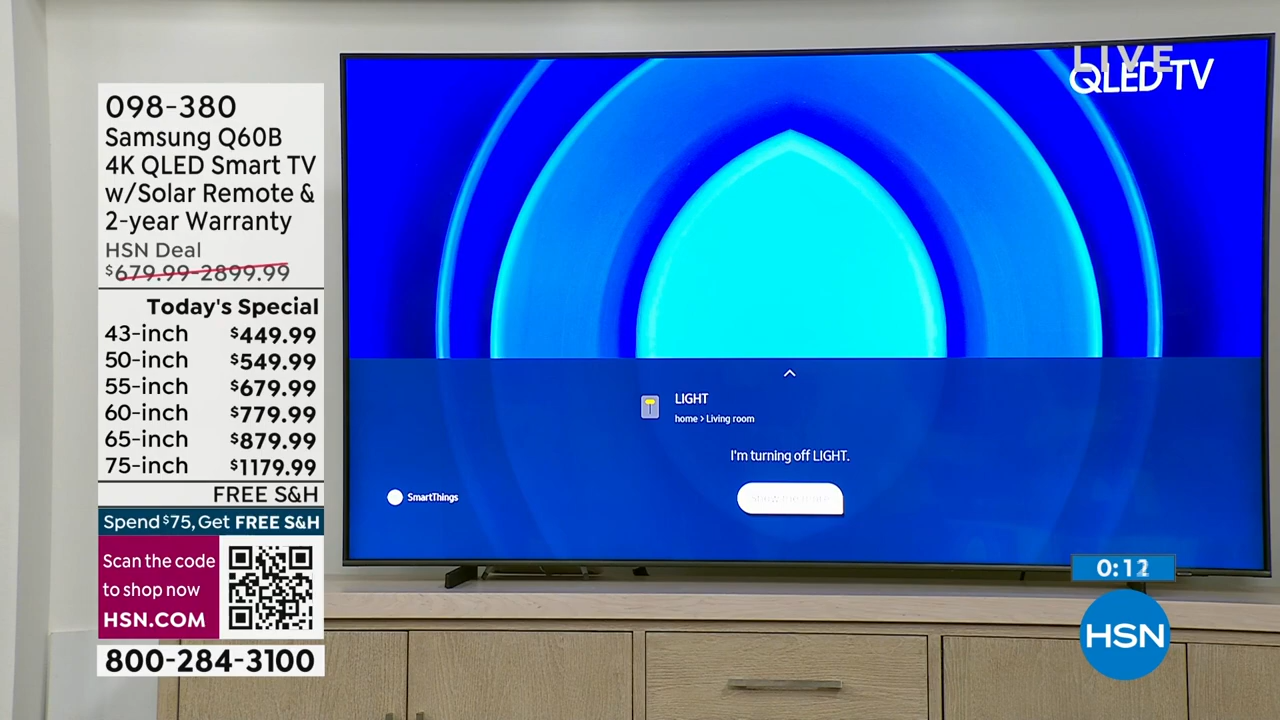 098-380
Samsung Q60B
4K QLED Smart TV
w/Solar Remote &
2-year Warranty
HSN Deal
$679.99-2899.99
Today's Special
43-inch $449.99
50-inch $549.99
55-inch $679.99
60-inch $779.99
65-inch $879.99
75-inch $1179.99
FREE S&H
Spend $75, Get FREE S&H
Scan the code
to shop now
HSN.COM
800-284-3100
LIVE
QLED TV
LIGHT
home > Living room
I'm turning off LIGHT.
SmartThings
0:12
HSN